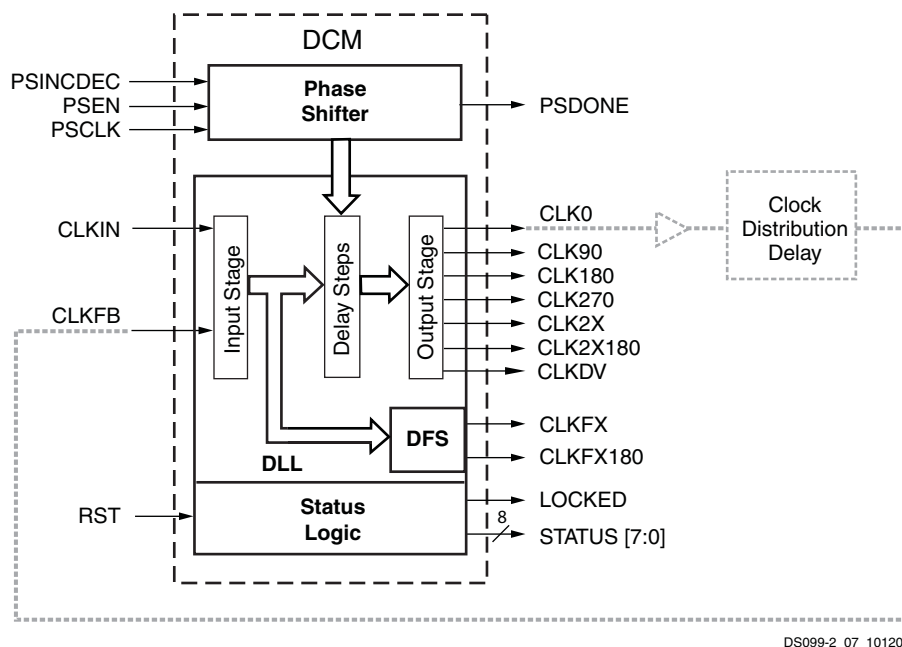 DCM
PSINCDEC
PSEN
PSCLK
Phase
Shifter
PSDONE
CLKIN
CLKFB
Input Stage
Delay Steps
Output Stage
CLK0
CLK90
CLK180
CLK270
CLK2X
CLK2X180
CLKDV
Clock
Distribution
Delay
DFS
CLKFX
CLKFX180
DLL
RST
Status
Logic
LOCKED
8
STATUS [7:0]
DS099-2_07_10120